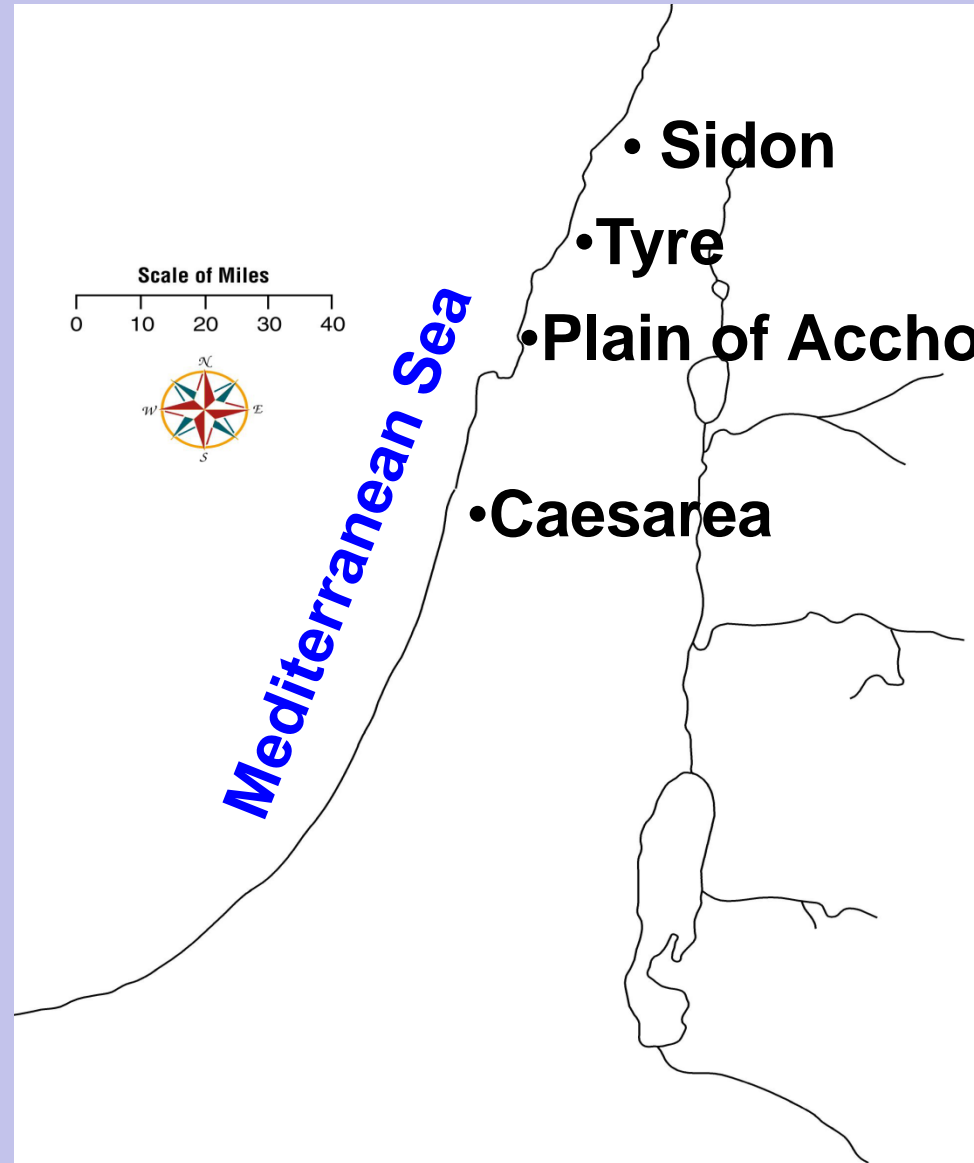 • Sidon
•Tyre
Scale of Miles
0 10 20 30 40
•Plain of Accho
N
W E
S
Mediterranean Sea
•Caesarea